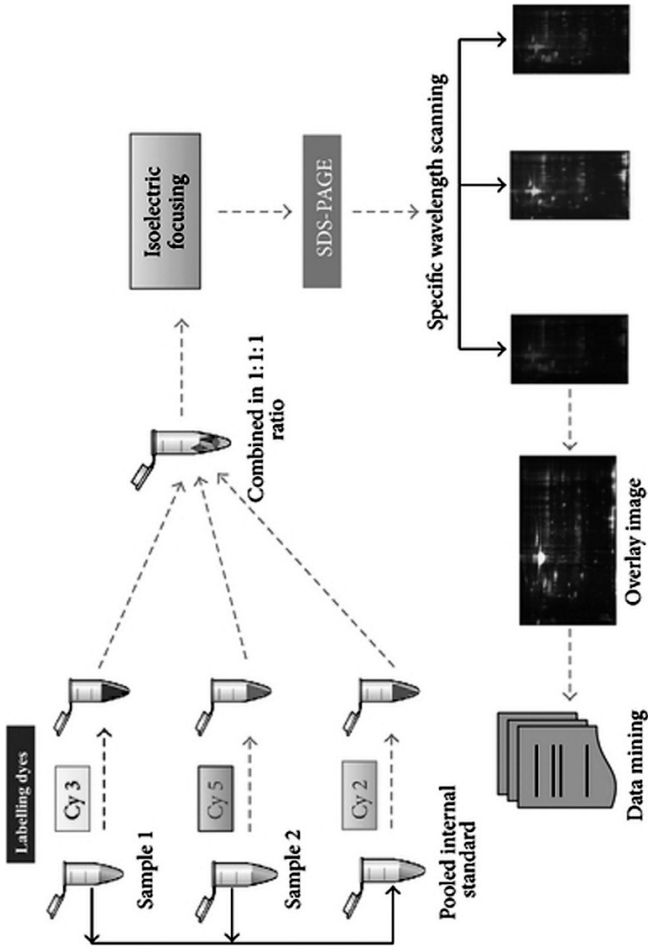 Labelling dyes
Cy 3
Sample 1
Cy 5
Sample 2
Cy 2
Pooled internal
standard
Combined in 1:1:1
ratio
Isoelectric
focusing
SDS-PAGE
Specific wavelength scanning
Overlay image
Data mining